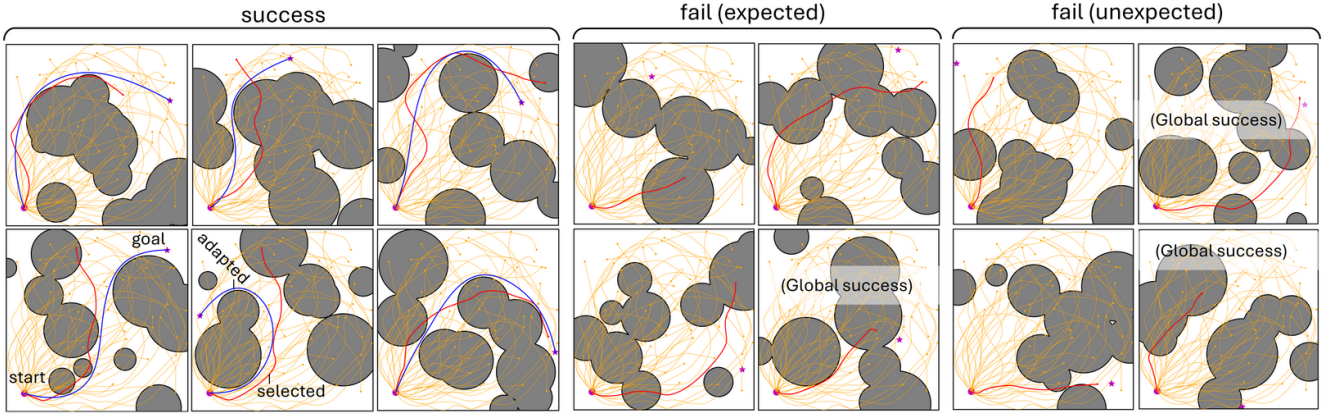 success
fail (expected)
fail (unexpected)
(Global success)
goal
start
adapted
selected
(Global success)
(Global success)